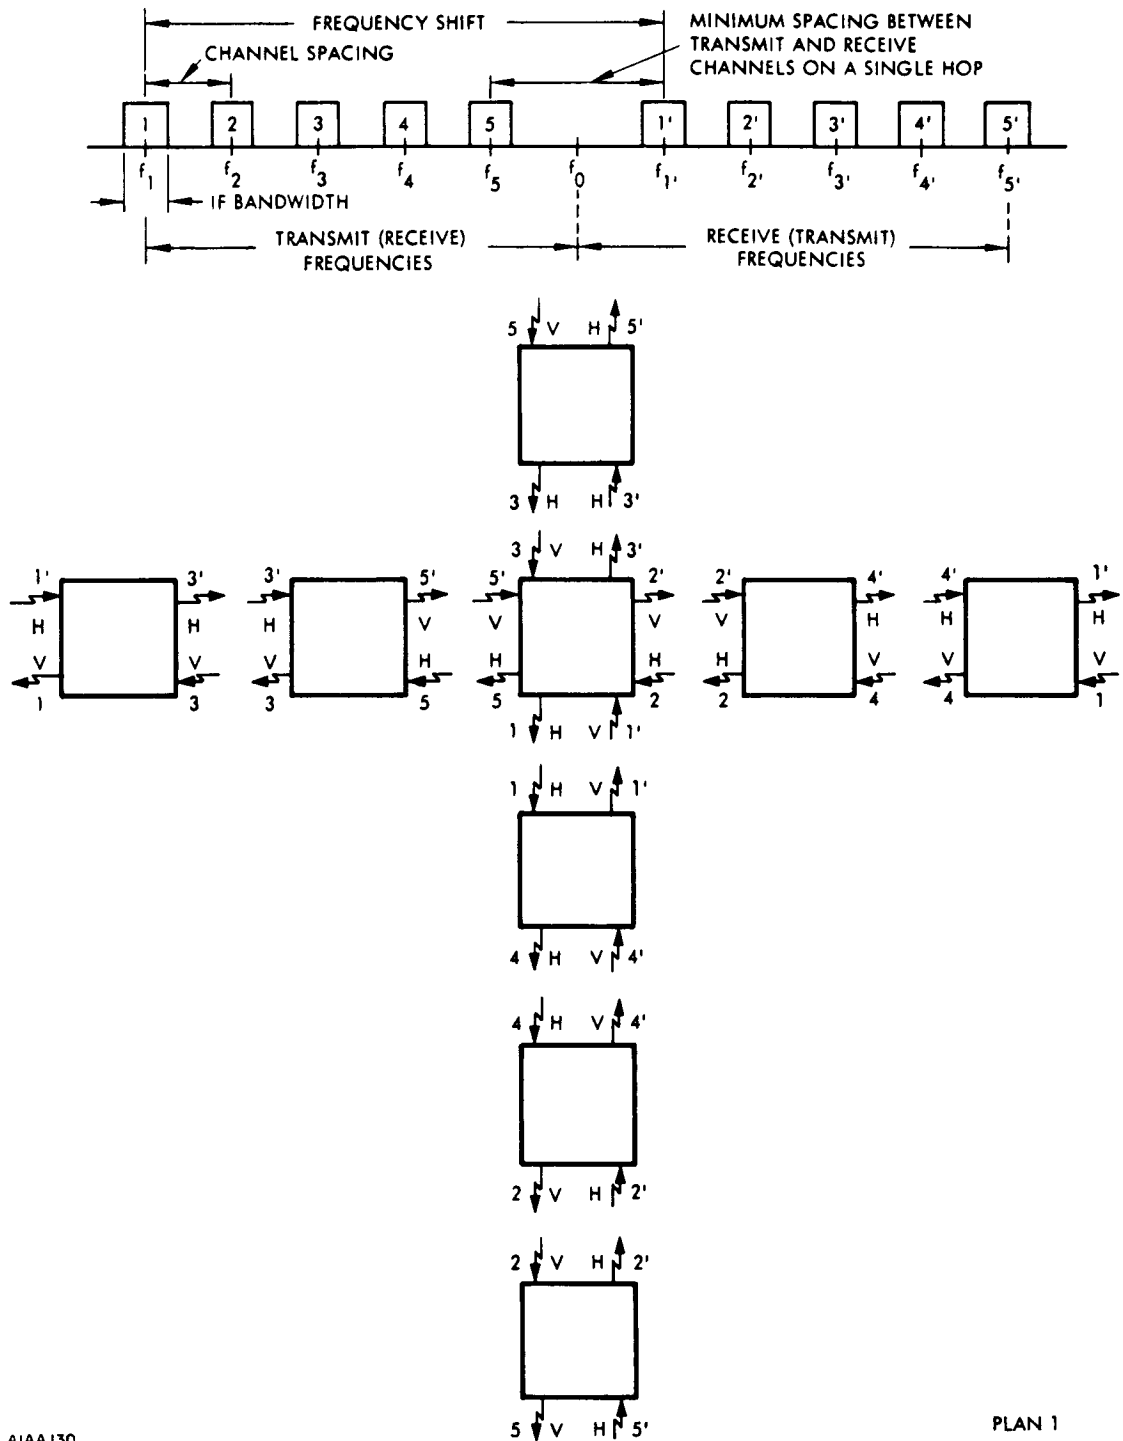 FREQUENCY SHIFT
MINIMUM SPACING BETWEEN
TRANSMIT AND RECEIVE
CHANNELS ON A SINGLE HOP
CHANNEL SPACING
1 2 3 4 5 1' 2' 3' 4' 5'
f1 f2 f3 f4 f5 f0 f1' f2' f3' f4' f5'
IF BANDWIDTH
TRANSMIT (RECEIVE)
FREQUENCIES
RECEIVE (TRANSMIT)
FREQUENCIES
5 V H 5'
3 H H 3'
3 V H 3'
1' 3' 3' 5' 5' 2' 2' 4' 4' 1'
H H H V V V V H H H
V V V H H H H V V V
1 3 3 5 5 2 2 4 4 1
1 H V 1'
1 H V 1'
4 H V 4'
4 H V 4'
2 V H 2'
2 V H 2'
5 V H 5'
PLAN 1